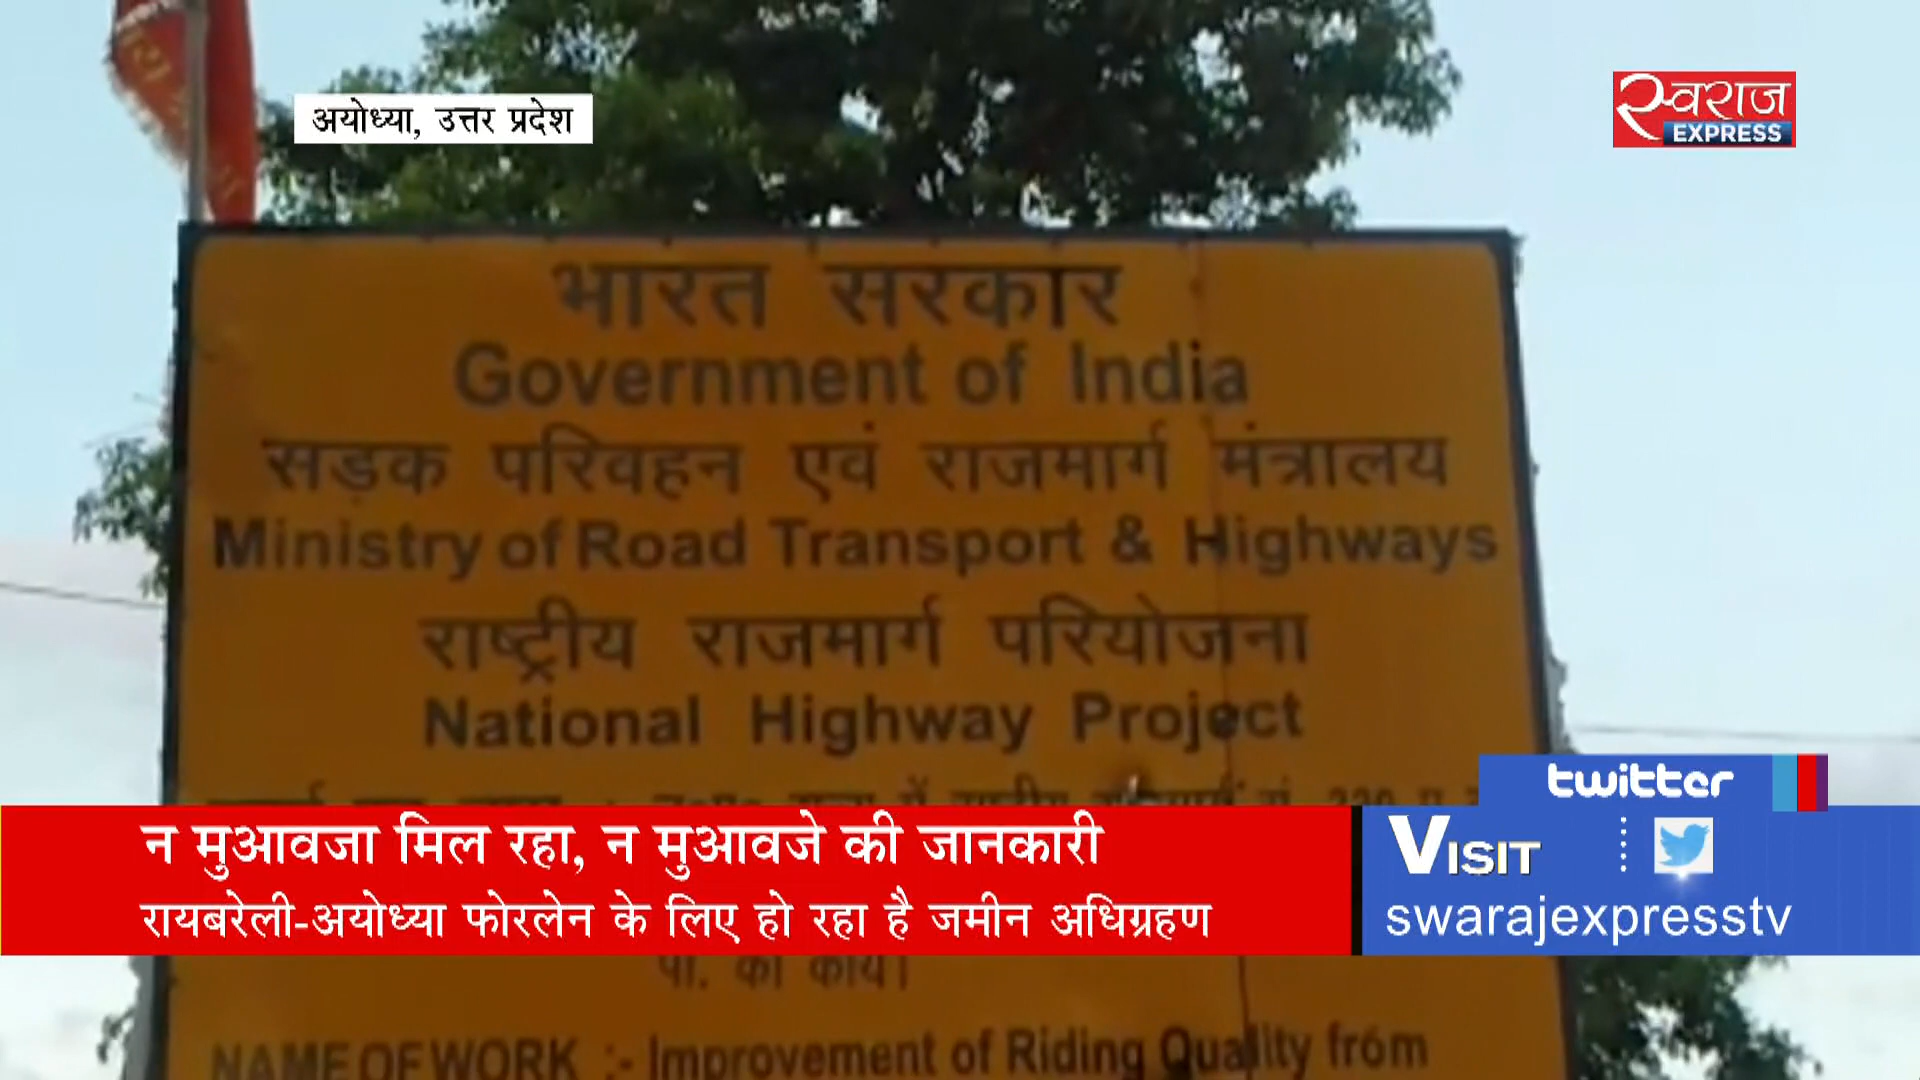 अयोध्या, उत्तर प्रदेश
स्वराज
EXPRESS
भारत सरकार
Government of India
सड़क परिवहन एवं राजमार्ग मंत्रालय
Ministry of Road Transport & Highways
राष्ट्रीय राजमार्ग परियोजना
National Highway Project
twitter
न मुआवजा मिल रहा, न मुआवजे की जानकारी
VISIT
रायबरेली-अयोध्या फोरलेन के लिए हो रहा है जमीन अधिग्रहण
swarajexpresstv
पी. का कार्य।
NAME OF WORK :- Improvement of Riding Quality from